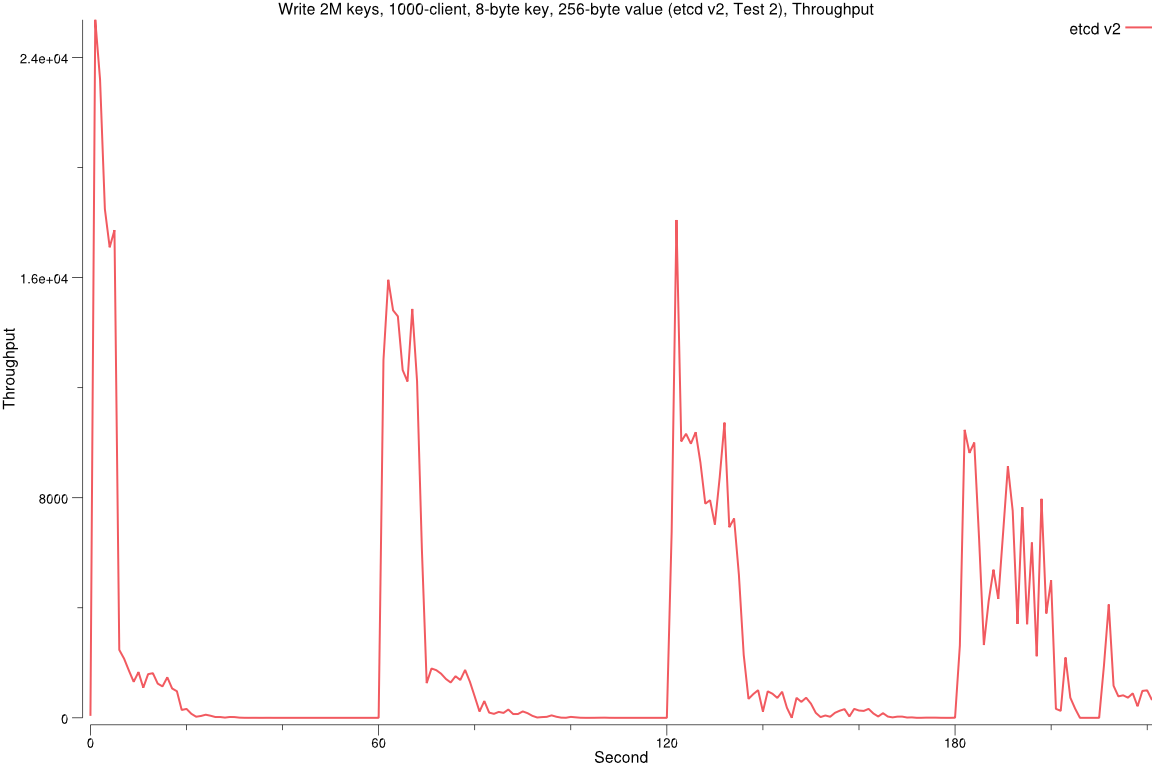 Write 2M keys, 1000-client, 8-byte key, 256-byte value (etcd v2, Test 2), Throughput
etcd v2
2.4e+04
1.6e+04
Throughput
8000
0
0 60 120 180
Second